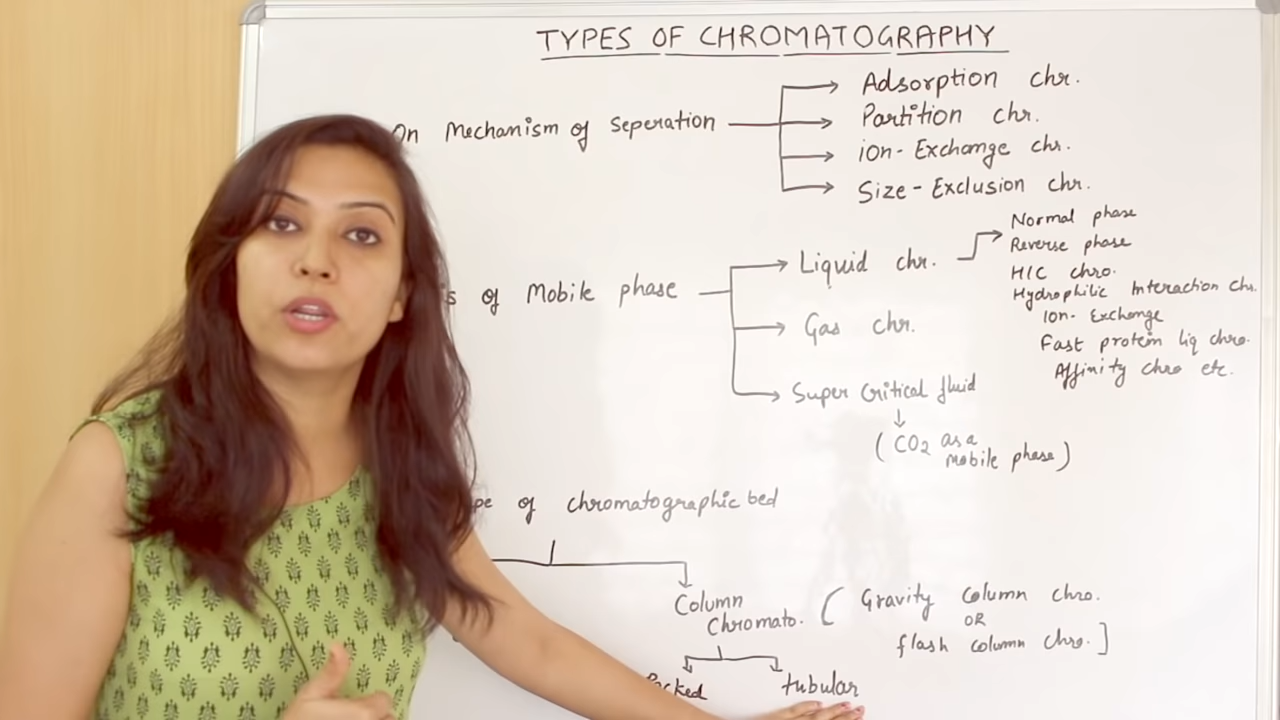 TYPES OF CHROMATOGRAPHY
On Mechanism of Seperation
Adsorption chr.
Partition chr.
ion-Exchange chr.
Size-Exclusion chr.
of Mobile phase
Liquid chr.
Normal phase
Reverse phase
HIC chro.
Hydrophilic Interaction chr.
Ion-Exchange
Fast protein liq chro.
Affinity chro etc.
Gas chr.
Super Critical fluid
(CO2 as a
mobile phase)
of chromatographic bed
Column
Chromato.
( Gravity column chro.
OR
flash column chro. ]
tubular